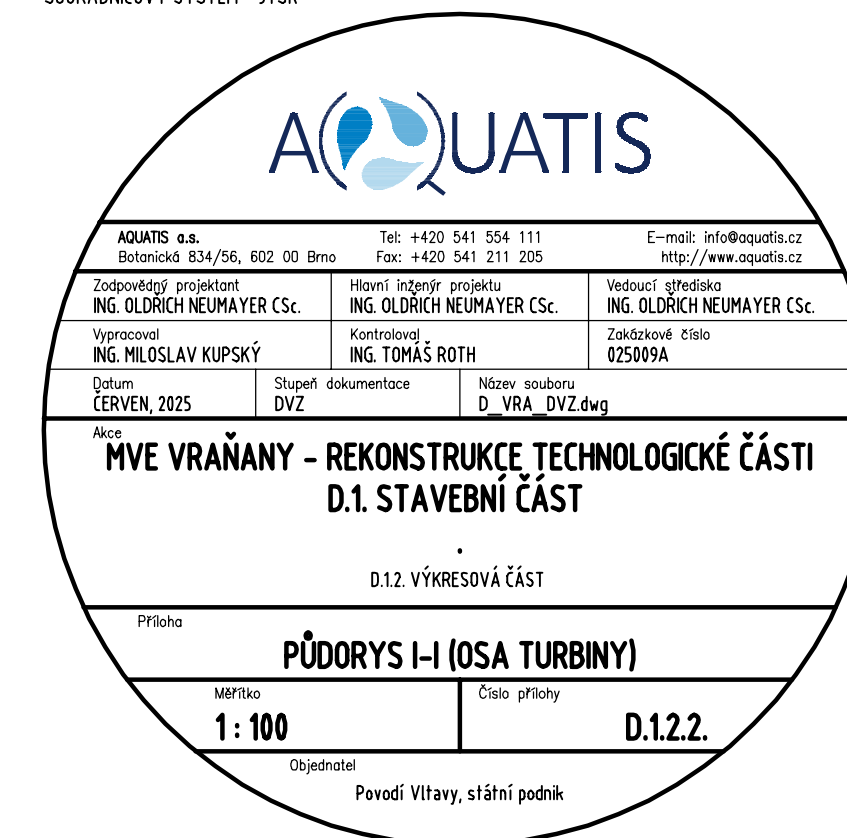 SOUŘADNICOVÝ SYSTÉM JTSK
AQUATIS
AQUATIS a.s.
Botanická 834/56, 602 00 Brno
Tel: +420 541 554 111
Fax: +420 541 211 205
E-mail: info@aquatis.cz
http://www.aquatis.cz
Zodpovědný projektant
ING. OLDŘICH NEUMAYER CSc.
Hlavní inženýr projektu
ING. OLDŘICH NEUMAYER CSc.
Vedoucí střediska
ING. OLDŘICH NEUMAYER CSc.
Vypracoval
ING. MILOSLAV KUPSKÝ
Kontroloval
ING. TOMÁŠ ROTH
Zakázkové číslo
025009A
Datum
ČERVEN, 2025
Stupeň dokumentace
DVZ
Název souboru
D_VRA_DVZ.dwg
Akce
MVE VRAŇANY - REKONSTRUKCE TECHNOLOGICKÉ ČÁSTI
D.1. STAVEBNÍ ČÁST
.
D.1.2. VÝKRESOVÁ ČÁST
Příloha
PŮDORYS I-I (OSA TURBINY)
Měřítko
1 : 100
Číslo přílohy
D.1.2.2.
Objednatel
Povodí Vltavy, státní podnik